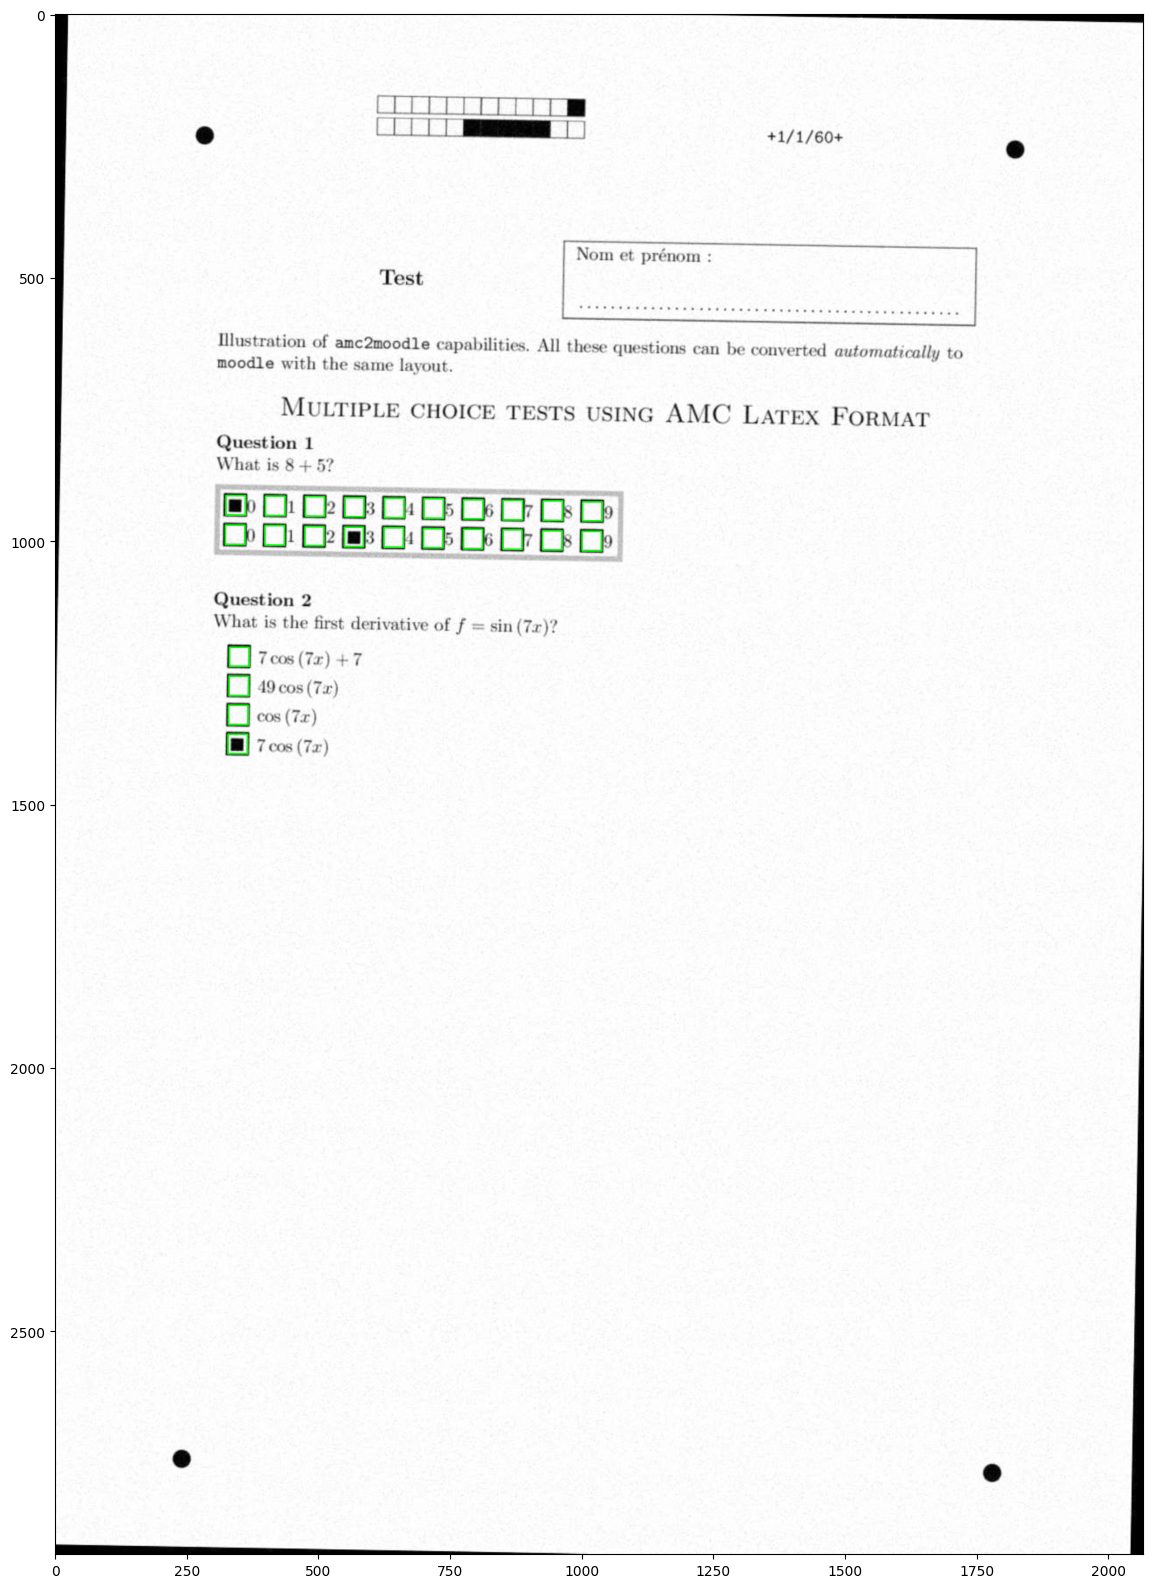 +1/1/60+
Nom et prénom :
Test
................................................
Illustration of amc2moodle capabilities. All these questions can be converted automatically to
moodle with the same layout.
MULTIPLE CHOICE TESTS USING AMC LATEX FORMAT
Question 1
What is 8 + 5?
0 1 2 3 4 5 6 7 8 9
0 1 2 3 4 5 6 7 8 9
Question 2
What is the first derivative of f = sin (7x)?
7 cos (7x) + 7
49 cos (7x)
cos (7x)
7 cos (7x)
0
500
1000
1500
2000
2500
0 250 500 750 1000 1250 1500 1750 2000